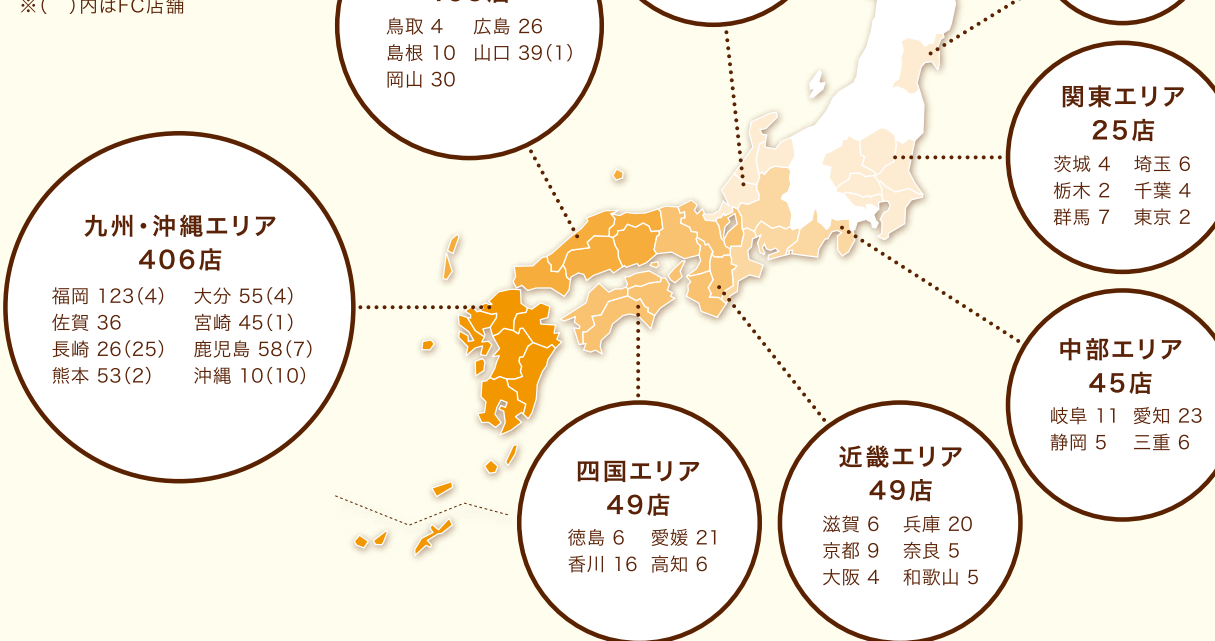 ※(　)内はFC店舗
鳥取 4　広島 26
島根 10　山口 39(1)
岡山 30
関東エリア
25店
茨城 4　埼玉 6
栃木 2　千葉 4
群馬 7　東京 2
九州・沖縄エリア
406店
福岡 123(4)　大分 55(4)
佐賀 36　宮崎 45(1)
長崎 26(25)　鹿児島 58(7)
熊本 53(2)　沖縄 10(10)
中部エリア
45店
岐阜 11　愛知 23
静岡 5　三重 6
四国エリア
49店
徳島 6　愛媛 21
香川 16　高知 6
近畿エリア
49店
滋賀 6　兵庫 20
京都 9　奈良 5
大阪 4　和歌山 5